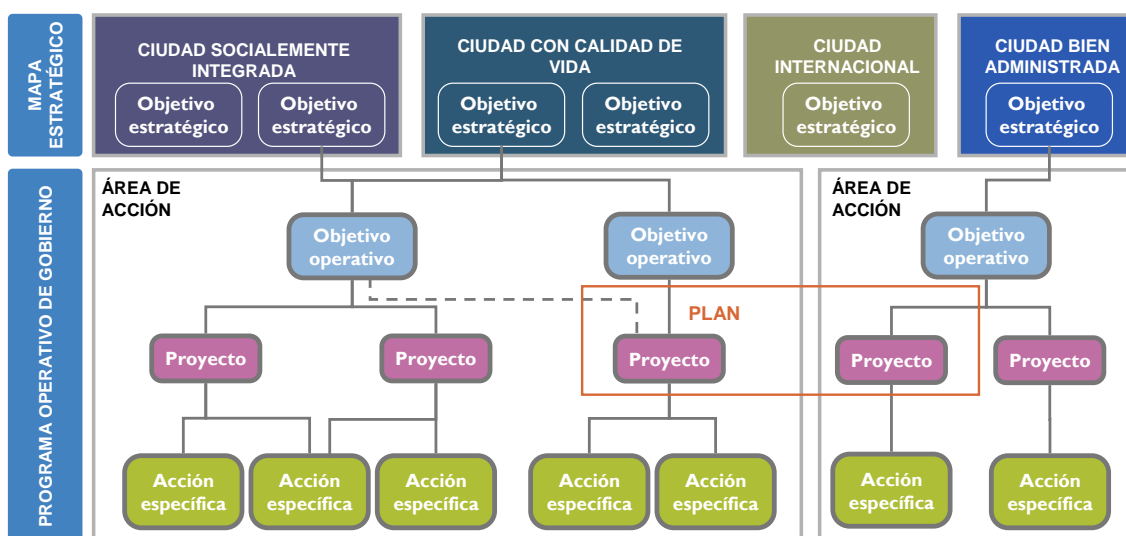 MAPA
ESTRATÉGICO
CIUDAD SOCIALEMENTE
INTEGRADA
Objetivo
estratégico
Objetivo
estratégico
CIUDAD CON CALIDAD DE
VIDA
Objetivo
estratégico
Objetivo
estratégico
CIUDAD
INTERNACIONAL
Objetivo
estratégico
CIUDAD BIEN
ADMINISTRADA
Objetivo
estratégico
PROGRAMA OPERATIVO DE GOBIERNO
ÁREA DE
ACCIÓN
Objetivo
operativo
Objetivo
operativo
PLAN
Proyecto
Proyecto
Proyecto
Acción
específica
Acción
específica
Acción
específica
Acción
específica
Acción
específica
ÁREA DE
ACCIÓN
Objetivo
operativo
Proyecto
Proyecto
Acción
específica
Acción
específica